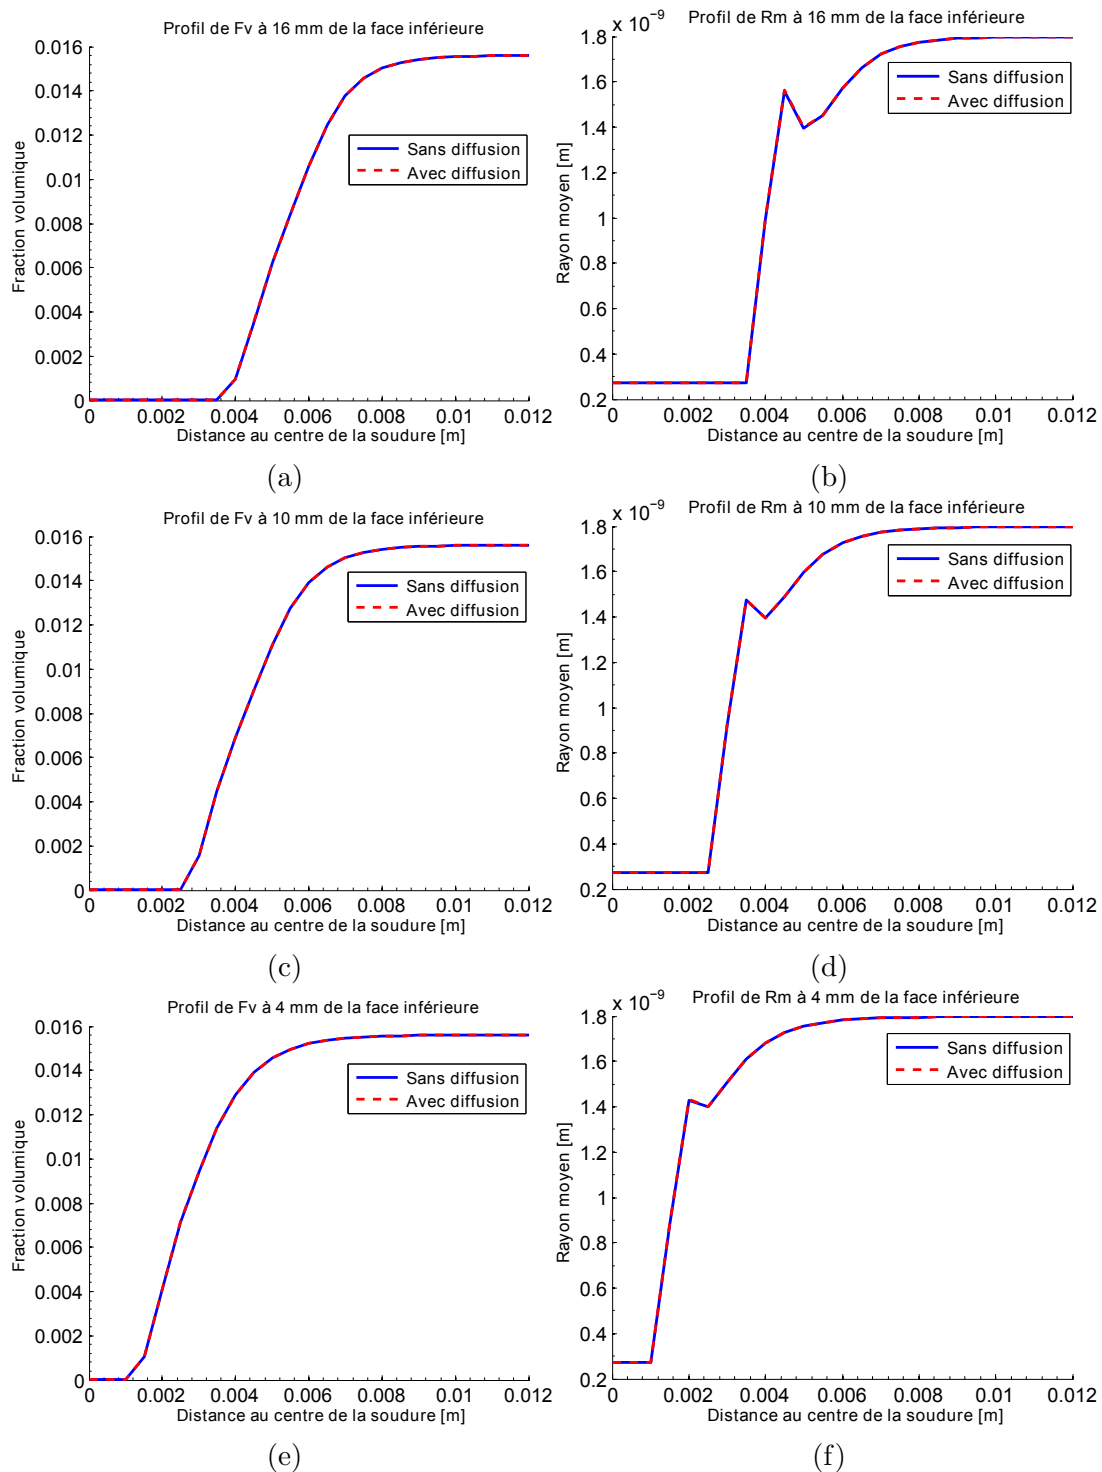 Profil de Fv à 16 mm de la face inférieure
0.016
0.014
0.012
0.01
0.008
0.006
0.004
0.002
0
Fraction volumique
Sans diffusion
Avec diffusion
0 0.002 0.004 0.006 0.008 0.01 0.012
Distance au centre de la soudure [m]
(a)
x 10⁻⁹
Profil de Rm à 16 mm de la face inférieure
1.8
1.6
1.4
1.2
1
0.8
0.6
0.4
0.2
Rayon moyen [m]
Sans diffusion
Avec diffusion
0 0.002 0.004 0.006 0.008 0.01 0.012
Distance au centre de la soudure [m]
(b)
Profil de Fv à 10 mm de la face inférieure
0.016
0.014
0.012
0.01
0.008
0.006
0.004
0.002
0
Fraction volumique
Sans diffusion
Avec diffusion
0 0.002 0.004 0.006 0.008 0.01 0.012
Distance au centre de la soudure [m]
(c)
x 10⁻⁹
Profil de Rm à 10 mm de la face inférieure
1.8
1.6
1.4
1.2
1
0.8
0.6
0.4
0.2
Rayon moyen [m]
Sans diffusion
Avec diffusion
0 0.002 0.004 0.006 0.008 0.01 0.012
Distance au centre de la soudure [m]
(d)
Profil de Fv à 4 mm de la face inférieure
0.016
0.014
0.012
0.01
0.008
0.006
0.004
0.002
0
Fraction volumique
Sans diffusion
Avec diffusion
0 0.002 0.004 0.006 0.008 0.01 0.012
Distance au centre de la soudure [m]
(e)
x 10⁻⁹
Profil de Rm à 4 mm de la face inférieure
1.8
1.6
1.4
1.2
1
0.8
0.6
0.4
0.2
Rayon moyen [m]
Sans diffusion
Avec diffusion
0 0.002 0.004 0.006 0.008 0.01 0.012
Distance au centre de la soudure [m]
(f)